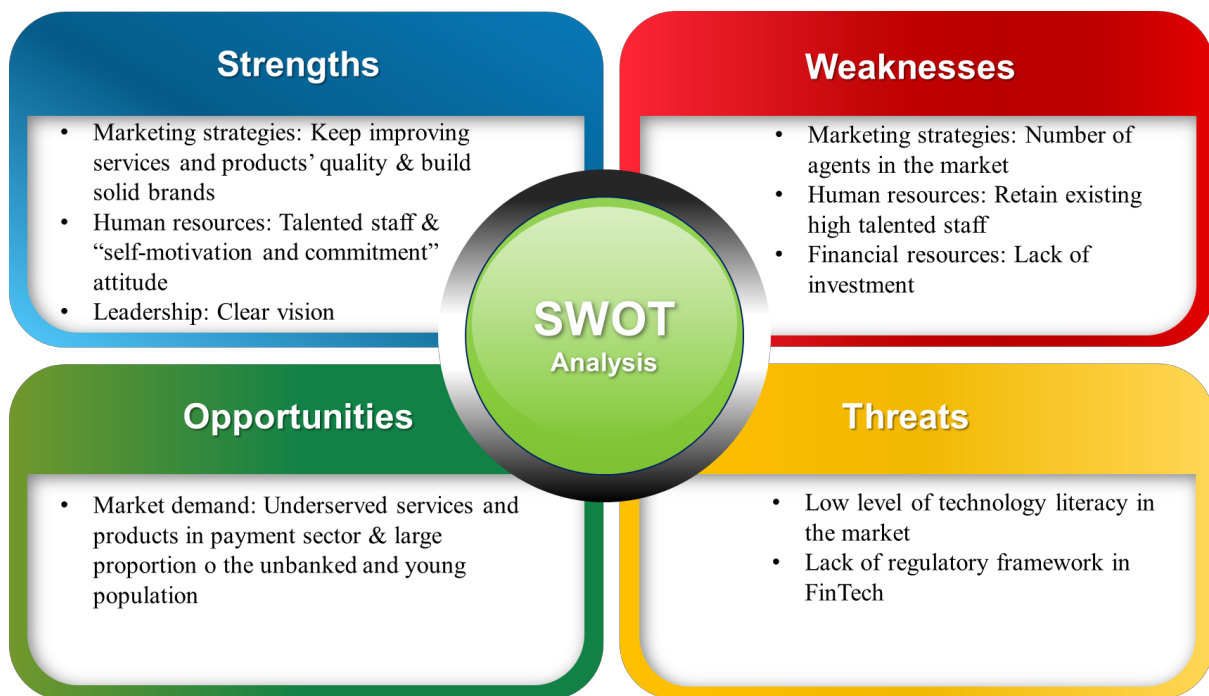 Strengths
• Marketing strategies: Keep improving
services and products’ quality & build
solid brands
• Human resources: Talented staff &
“self-motivation and commitment”
attitude
• Leadership: Clear vision
Weaknesses
• Marketing strategies: Number of
agents in the market
• Human resources: Retain existing
high talented staff
• Financial resources: Lack of
investment
SWOT
Analysis
Opportunities
• Market demand: Underserved services and
products in payment sector & large
proportion o the unbanked and young
population
Threats
• Low level of technology literacy in
the market
• Lack of regulatory framework in
FinTech